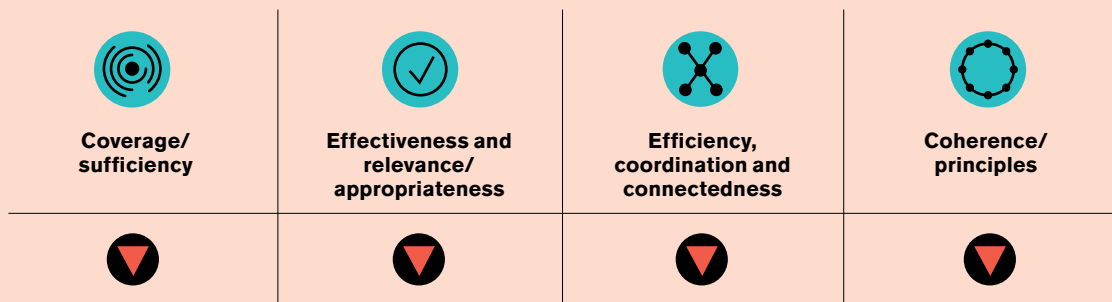 Coverage/
sufficiency
Effectiveness and
relevance/
appropriateness
Efficiency,
coordination and
connectedness
Coherence/
principles